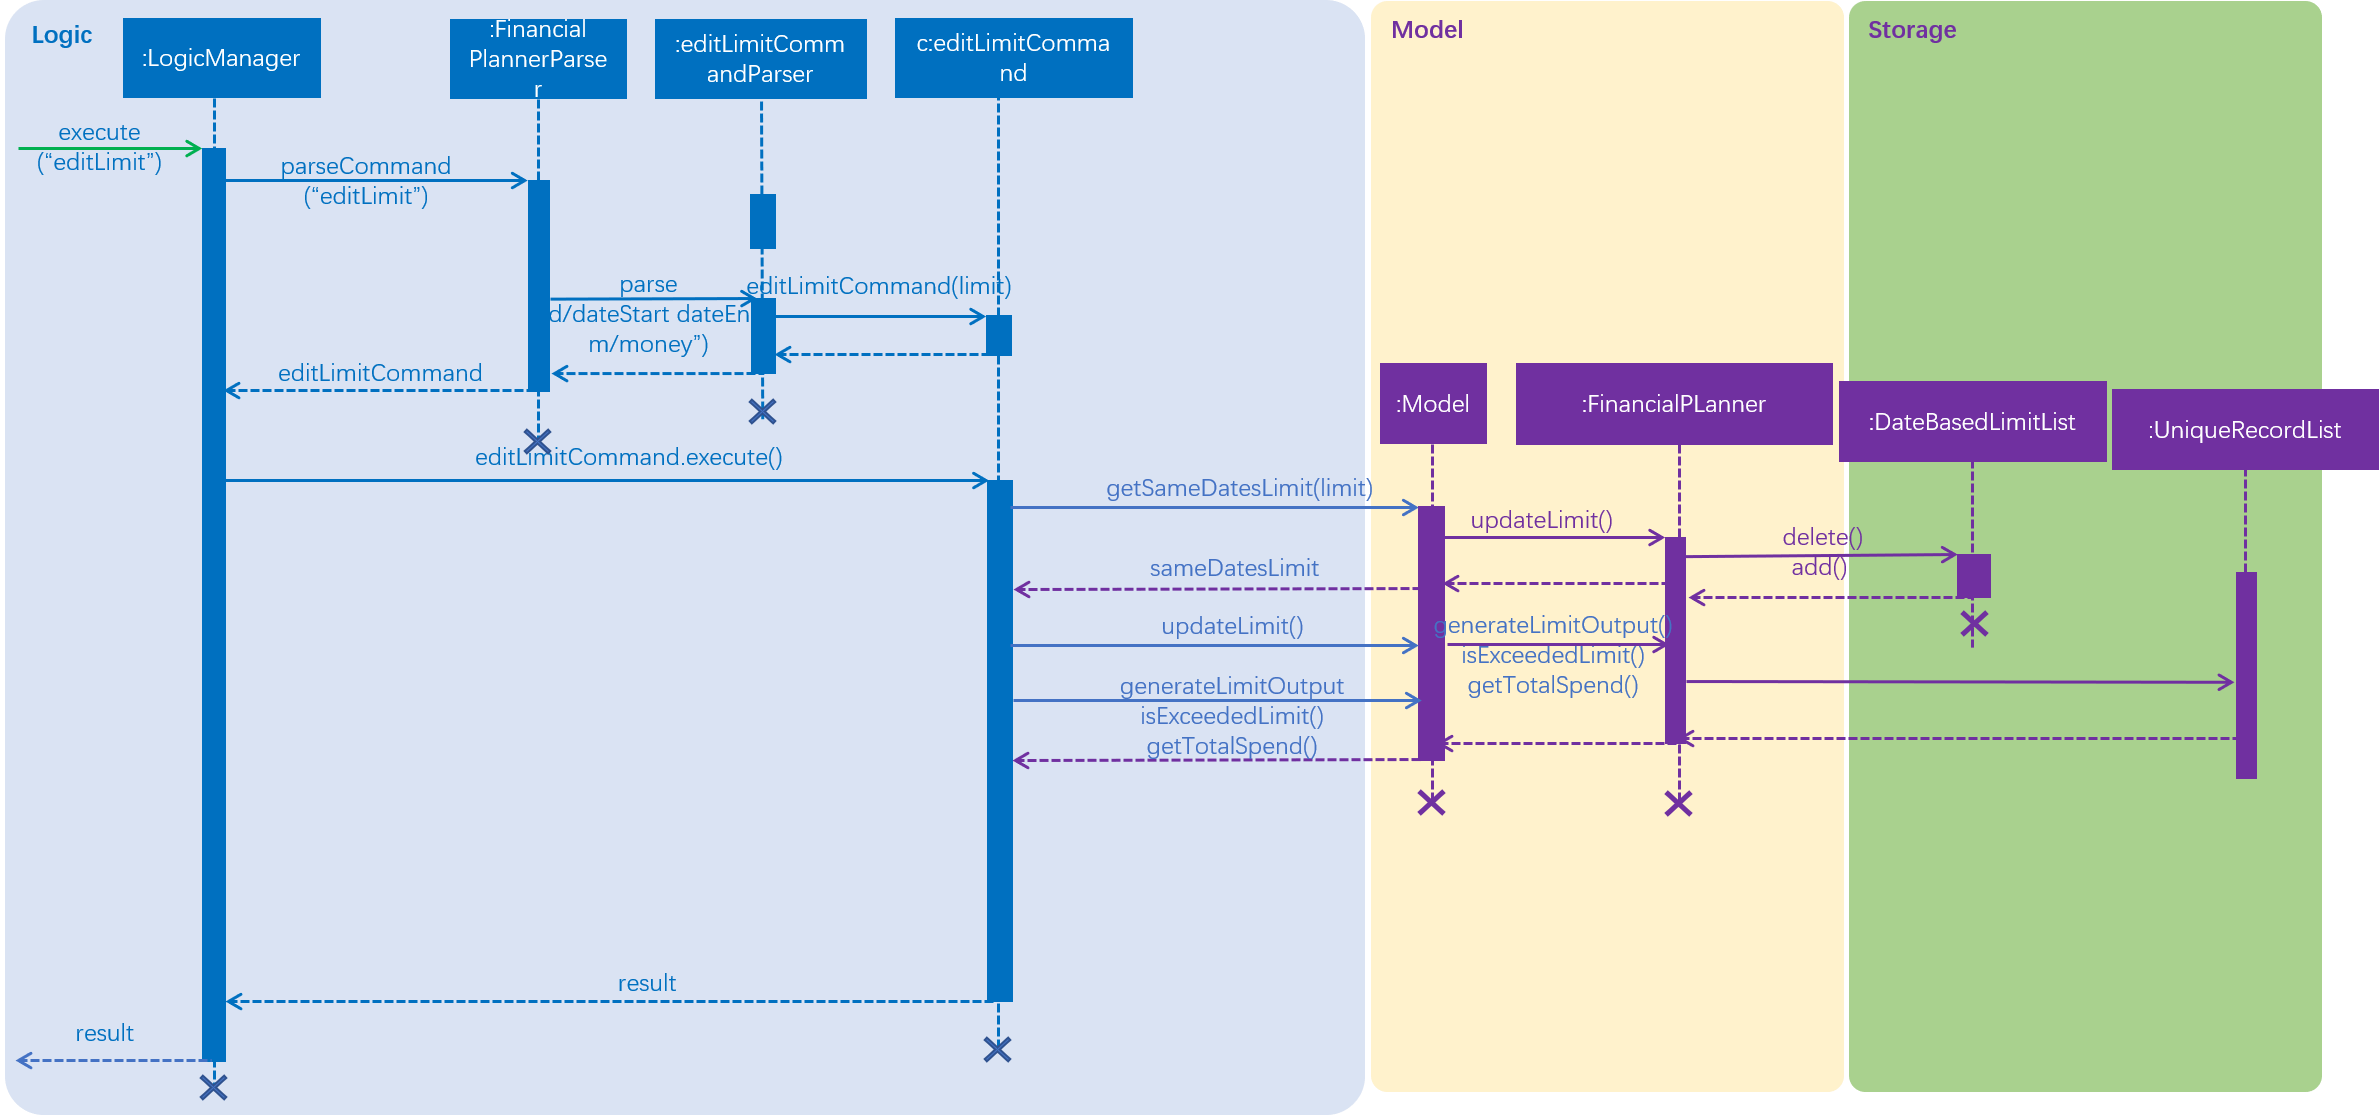 Logic
Model
Storage
:LogicManager
:Financial
PlannerParse
r
:editLimitComm
andParser
c:editLimitComma
nd
execute
(“editLimit”)
parseCommand
(“editLimit”)
parse
d/dateStart dateEn
m/money”)
editLimitCommand(limit)
editLimitCommand
:Model
:FinancialPLanner
:DateBasedLimitList
:UniqueRecordList
editLimitCommand.execute()
getSameDatesLimit(limit)
updateLimit()
delete()
add()
sameDatesLimit
updateLimit()
generateLimitOutput()
isExceededLimit()
getTotalSpend()
generateLimitOutput
isExceededLimit()
getTotalSpend()
result
result